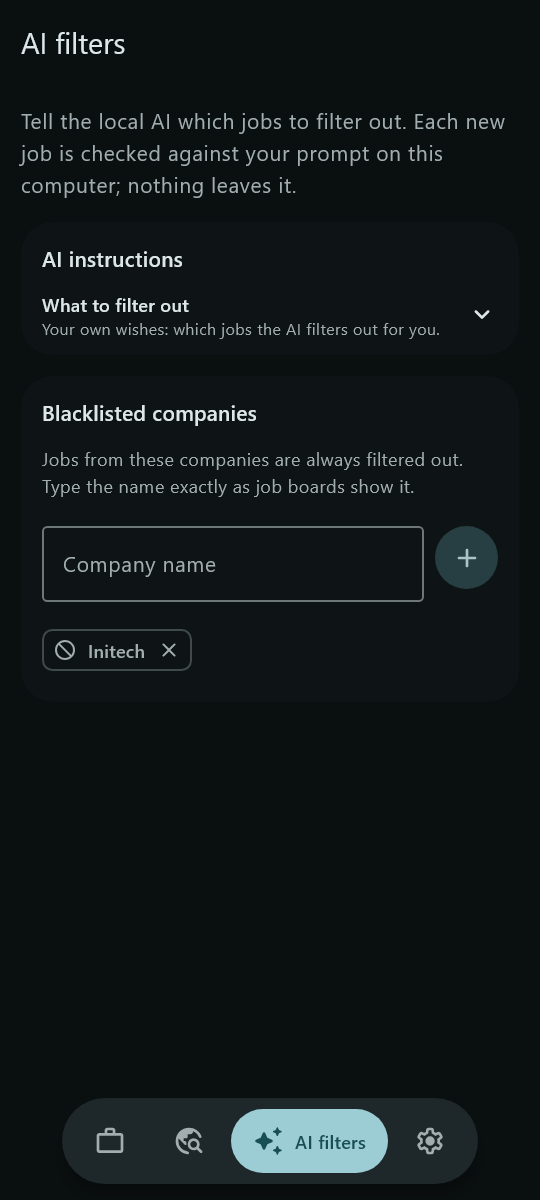 AI filters
Tell the local AI which jobs to filter out. Each new
job is checked against your prompt on this
computer; nothing leaves it.
AI instructions
What to filter out
Your own wishes: which jobs the AI filters out for you.
Blacklisted companies
Jobs from these companies are always filtered out.
Type the name exactly as job boards show it.
Company name
Initech
AI filters